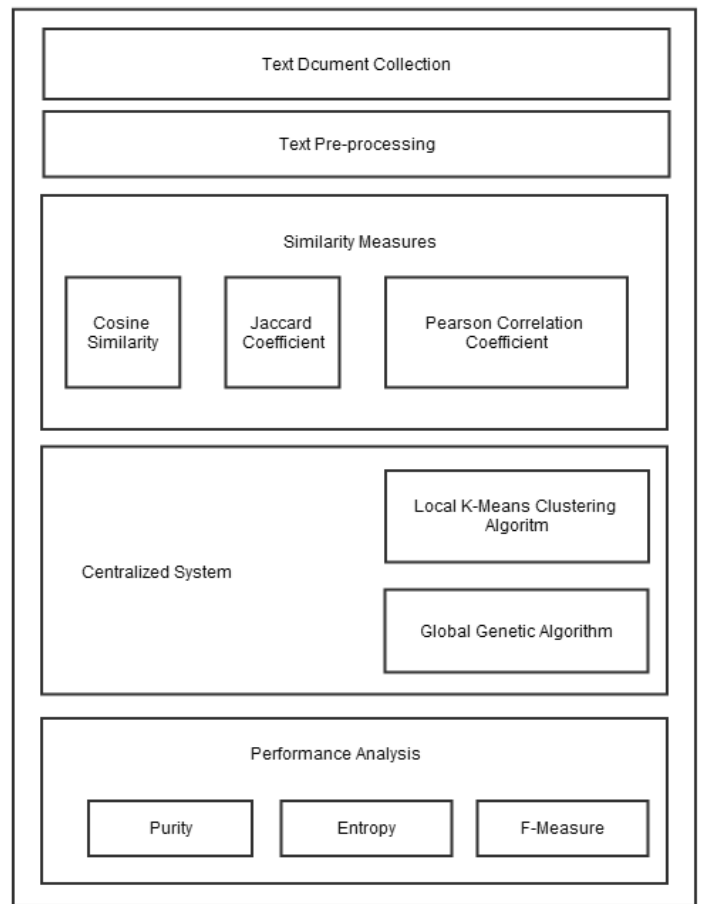 Text Dcument Collection
Text Pre-processing
Similarity Measures
Cosine
Similarity
Jaccard
Coefficient
Pearson Correlation
Coefficient
Centralized System
Local K-Means Clustering
Algoritm
Global Genetic Algorithm
Performance Analysis
Purity
Entropy
F-Measure